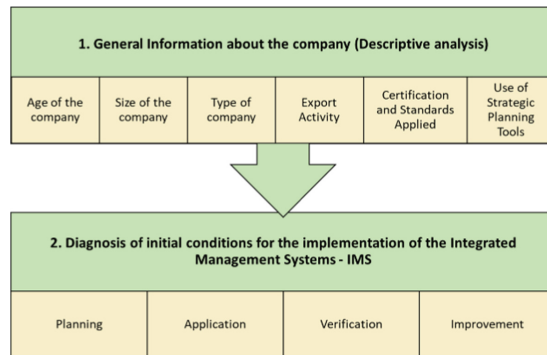 1. General Information about the company (Descriptive analysis)
Age of the
company
Size of the
company
Type of
company
Export
Activity
Certification
and Standards
Applied
Use of
Strategic
Planning
Tools
2. Diagnosis of initial conditions for the implementation of the Integrated
Management Systems - IMS
Planning
Application
Verification
Improvement